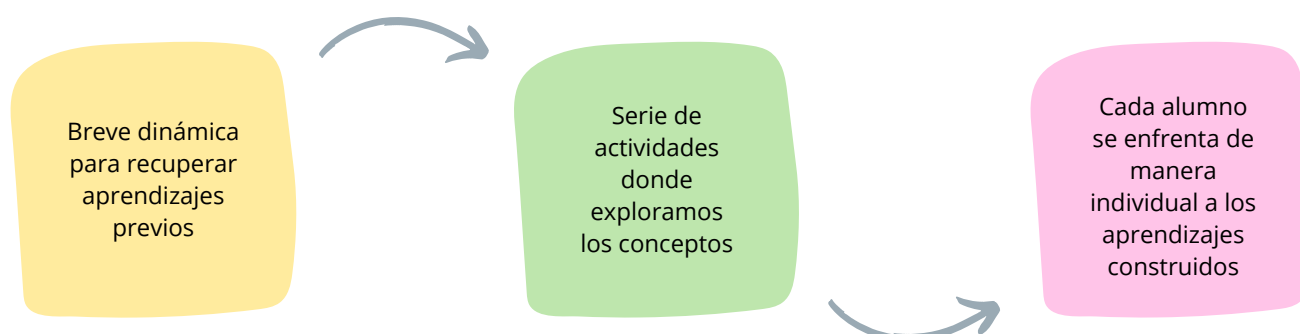 Breve dinámica
para recuperar
aprendizajes
previos
Serie de
actividades
donde
exploramos
los conceptos
Cada alumno
se enfrenta de
manera
individual a los
aprendizajes
construidos